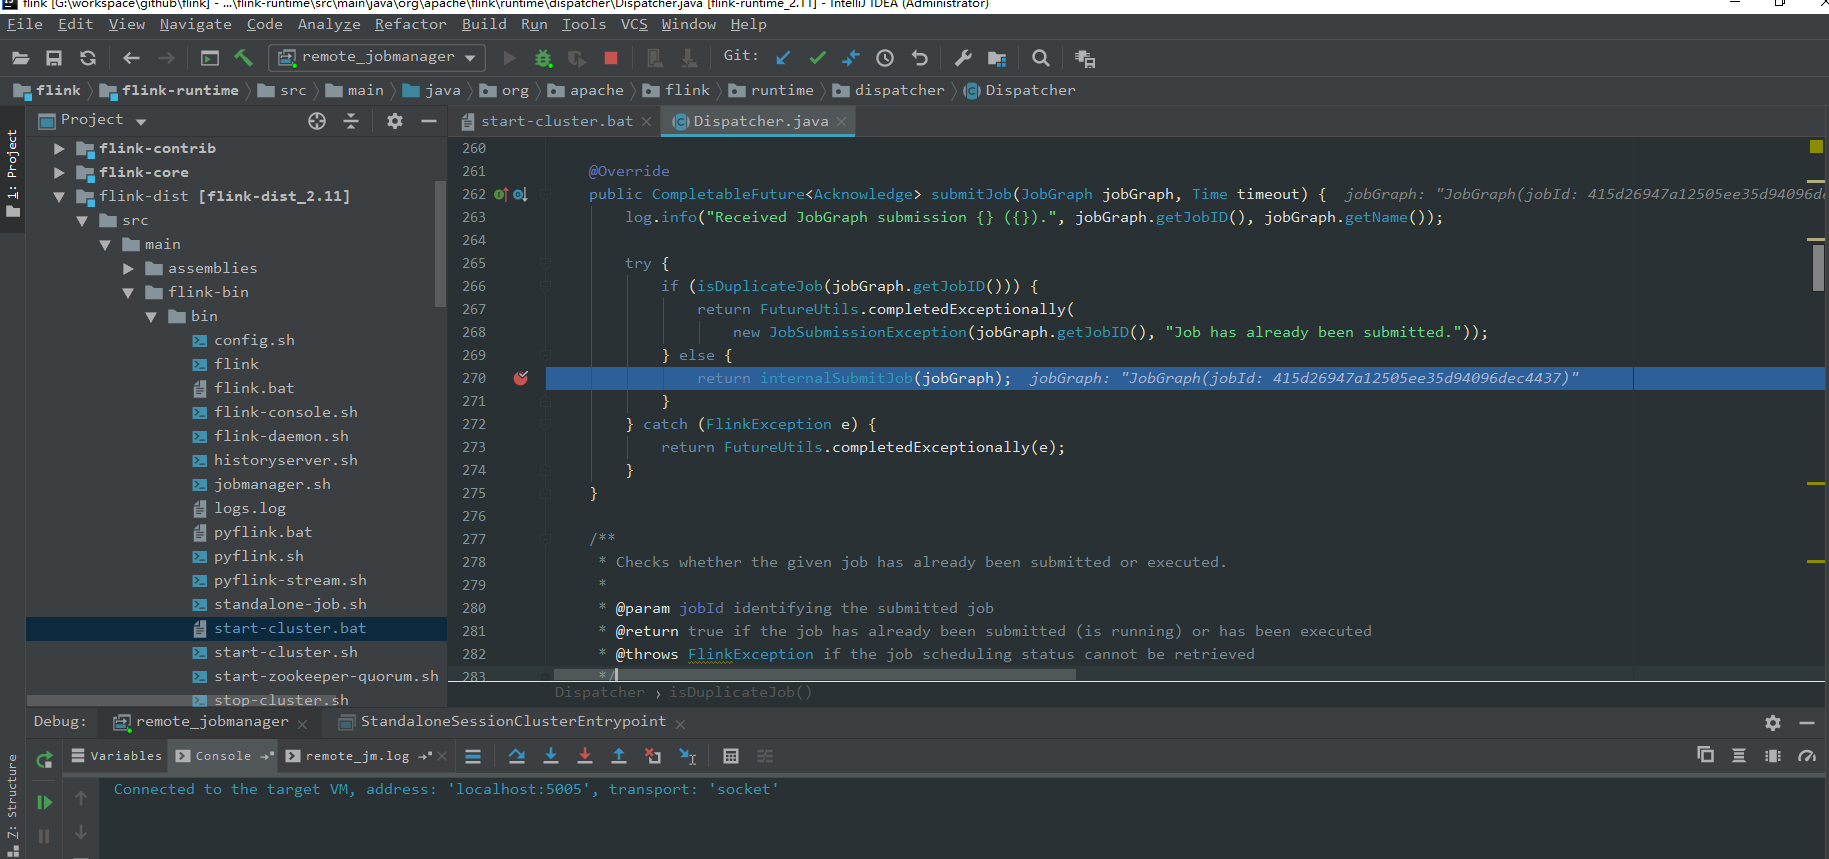 flink [G:\workspace\github\flink] - ...\flink-runtime\src\main\java\org\apache\flink\runtime\dispatcher\Dispatcher.java [flink-runtime_2.11] - IntelliJ IDEA (Administrator)
File Edit View Navigate Code Analyze Refactor Build Run Tools VCS Window Help
remote_jobmanager Git:
flink flink-runtime src main java org apache flink runtime dispatcher Dispatcher
1: Project
Project
flink-contrib
flink-core
flink-dist [flink-dist_2.11]
src
main
assemblies
flink-bin
bin
config.sh
flink
flink.bat
flink-console.sh
flink-daemon.sh
historyserver.sh
jobmanager.sh
logs.log
pyflink.bat
pyflink.sh
pyflink-stream.sh
standalone-job.sh
start-cluster.bat
start-cluster.sh
start-zookeeper-quorum.sh
stop-cluster.sh
start-cluster.bat Dispatcher.java
260
261 @Override
262 public CompletableFuture<Acknowledge> submitJob(JobGraph jobGraph, Time timeout) { jobGraph: "JobGraph(jobId: 415d26947a12505ee35d94096de
263 log.info("Received JobGraph submission {} ({}).", jobGraph.getJobID(), jobGraph.getName());
264
265 try {
266 if (isDuplicateJob(jobGraph.getJobID())) {
267 return FutureUtils.completedExceptionally(
268 new JobSubmissionException(jobGraph.getJobID(), "Job has already been submitted."));
269 } else {
270 return internalSubmitJob(jobGraph); jobGraph: "JobGraph(jobId: 415d26947a12505ee35d94096dec4437)"
271 }
272 } catch (FlinkException e) {
273 return FutureUtils.completedExceptionally(e);
274 }
275 }
276
277 /**
278 * Checks whether the given job has already been submitted or executed.
279 *
280 * @param jobId identifying the submitted job
281 * @return true if the job has already been submitted (is running) or has been executed
282 * @throws FlinkException if the job scheduling status cannot be retrieved
283 */
Dispatcher › isDuplicateJob()
Debug: remote_jobmanager StandaloneSessionClusterEntrypoint
Variables Console remote_jm.log
Z: Structure
Connected to the target VM, address: 'localhost:5005', transport: 'socket'